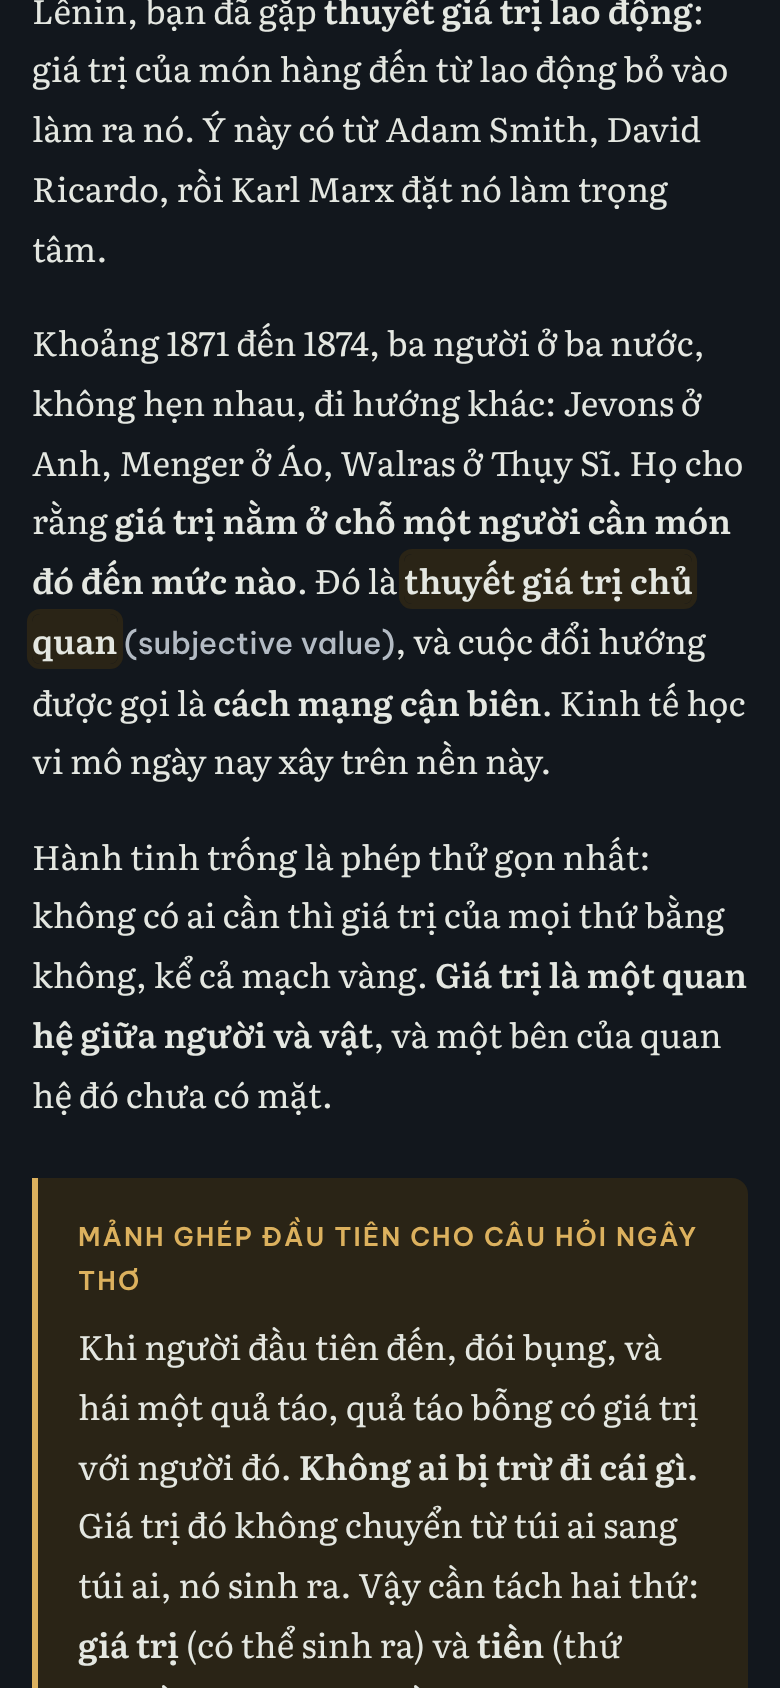 Lênin, bạn đã gặp thuyết giá trị lao động:
giá trị của món hàng đến từ lao động bỏ vào
làm ra nó. Ý này có từ Adam Smith, David
Ricardo, rồi Karl Marx đặt nó làm trọng
tâm.
Khoảng 1871 đến 1874, ba người ở ba nước,
không hẹn nhau, đi hướng khác: Jevons ở
Anh, Menger ở Áo, Walras ở Thụy Sĩ. Họ cho
rằng giá trị nằm ở chỗ một người cần món
đó đến mức nào. Đó là thuyết giá trị chủ
quan (subjective value), và cuộc đổi hướng
được gọi là cách mạng cận biên. Kinh tế học
vi mô ngày nay xây trên nền này.
Hành tinh trống là phép thử gọn nhất:
không có ai cần thì giá trị của mọi thứ bằng
không, kể cả mạch vàng. Giá trị là một quan
hệ giữa người và vật, và một bên của quan
hệ đó chưa có mặt.
MẢNH GHÉP ĐẦU TIÊN CHO CÂU HỎI NGÂY
THƠ
Khi người đầu tiên đến, đói bụng, và
hái một quả táo, quả táo bỗng có giá trị
với người đó. Không ai bị trừ đi cái gì.
Giá trị đó không chuyển từ túi ai sang
túi ai, nó sinh ra. Vậy cần tách hai thứ:
giá trị (có thể sinh ra) và tiền (thứ